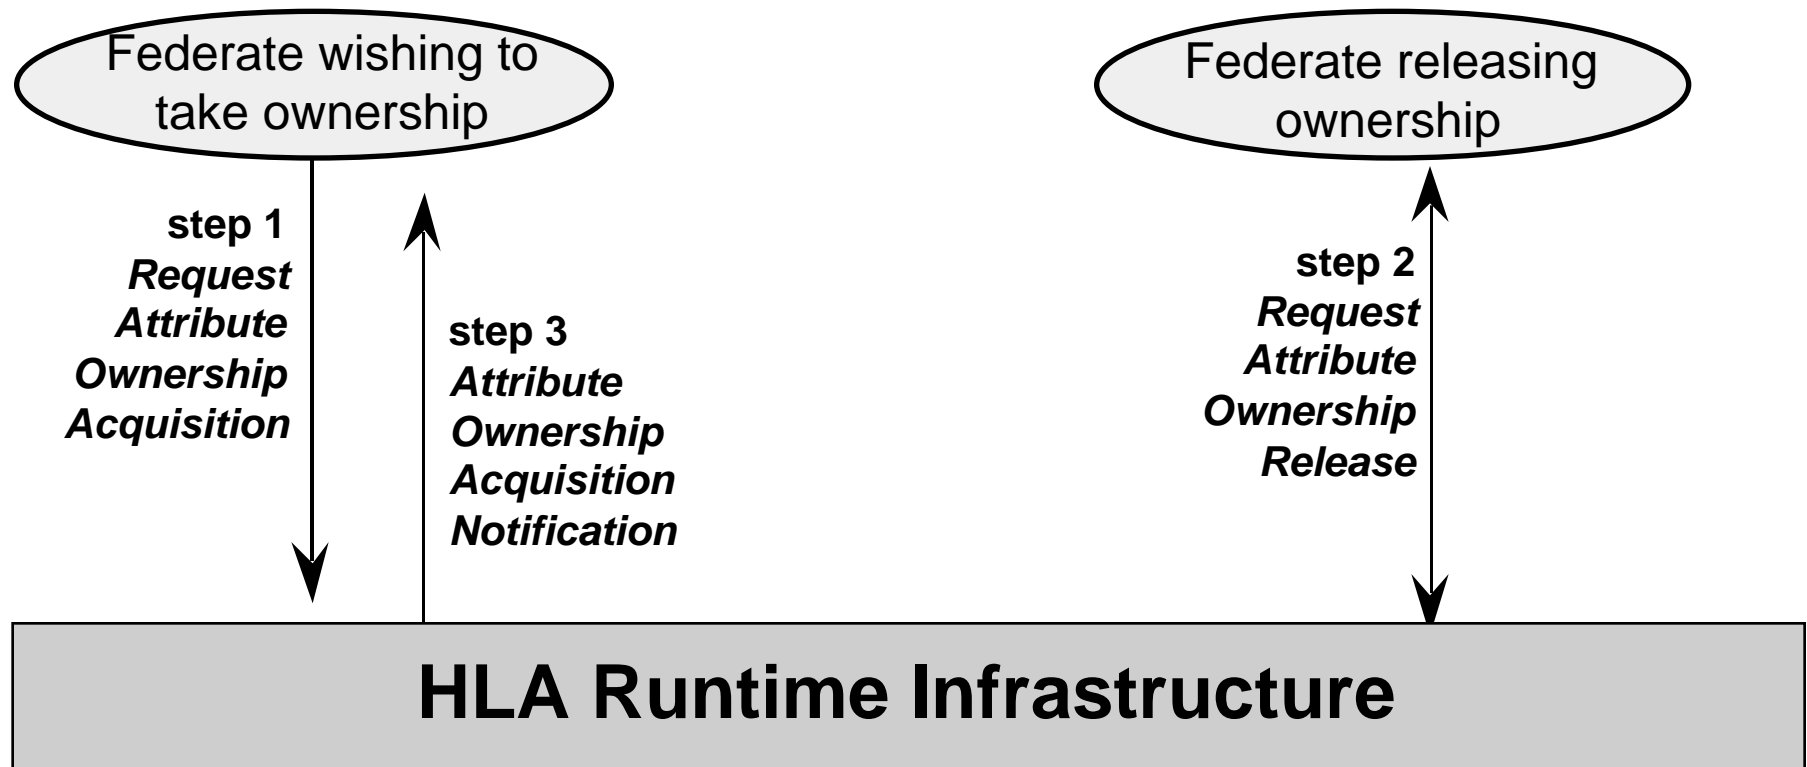 Federate wishing to
take ownership
Federate releasing
ownership
step 1
Request
Attribute
Ownership
Acquisition
step 3
Attribute
Ownership
Acquisition
Notification
step 2
Request
Attribute
Ownership
Release
HLA Runtime Infrastructure